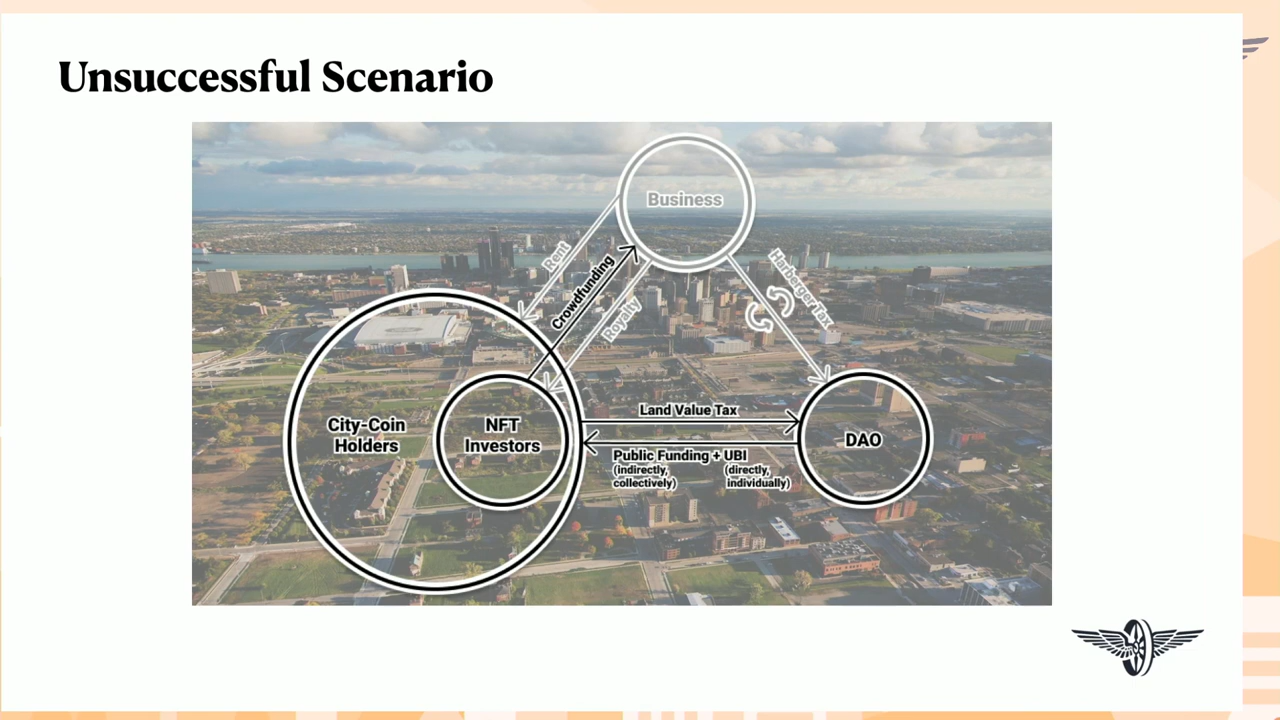 Unsuccessful Scenario
Business
Rent
Crowdfunding
Royalty
Harberger Tax
City-Coin
Holders
NFT
Investors
Land Value Tax
DAO
Public Funding + UBI
(indirectly, (directly,
collectively) individually)